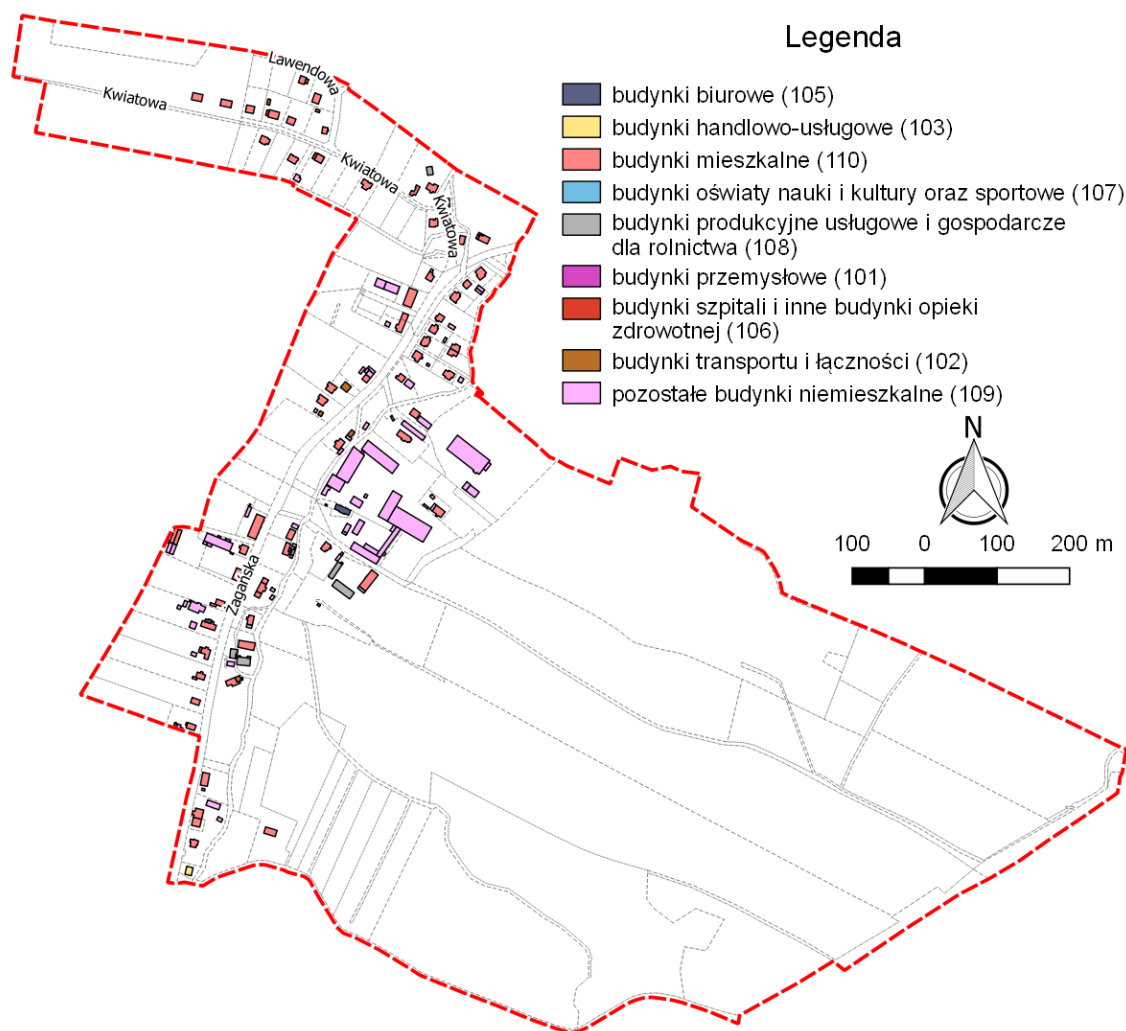 Legenda
budynki biurowe (105)
budynki handlowo-usługowe (103)
budynki mieszkalne (110)
budynki oświaty nauki i kultury oraz sportowe (107)
budynki produkcyjne usługowe i gospodarcze
dla rolnictwa (108)
budynki przemysłowe (101)
budynki szpitali i inne budynki opieki
zdrowotnej (106)
budynki transportu i łączności (102)
pozostałe budynki niemieszkalne (109)
N
100 0 100 200 m
Lawendowa
Kwiatowa
Kwiatowa
Kwiatowa
Żagańska